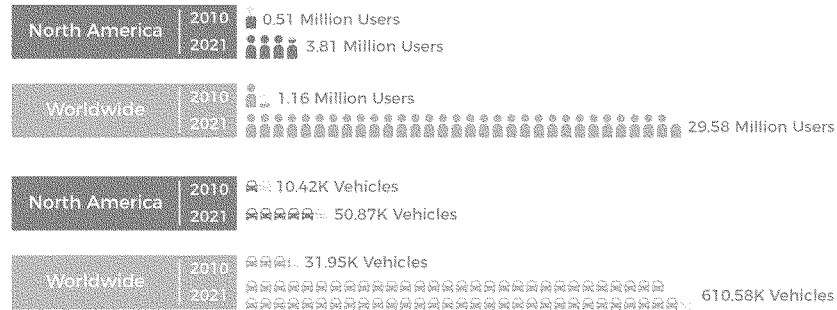 North America 2010 0.51 Million Users
2021 3.81 Million Users
Worldwide 2010 1.16 Million Users
2021 29.58 Million Users
North America 2010 10.42K Vehicles
2021 50.87K Vehicles
Worldwide 2010 31.95K Vehicles
2021 610.58K Vehicles